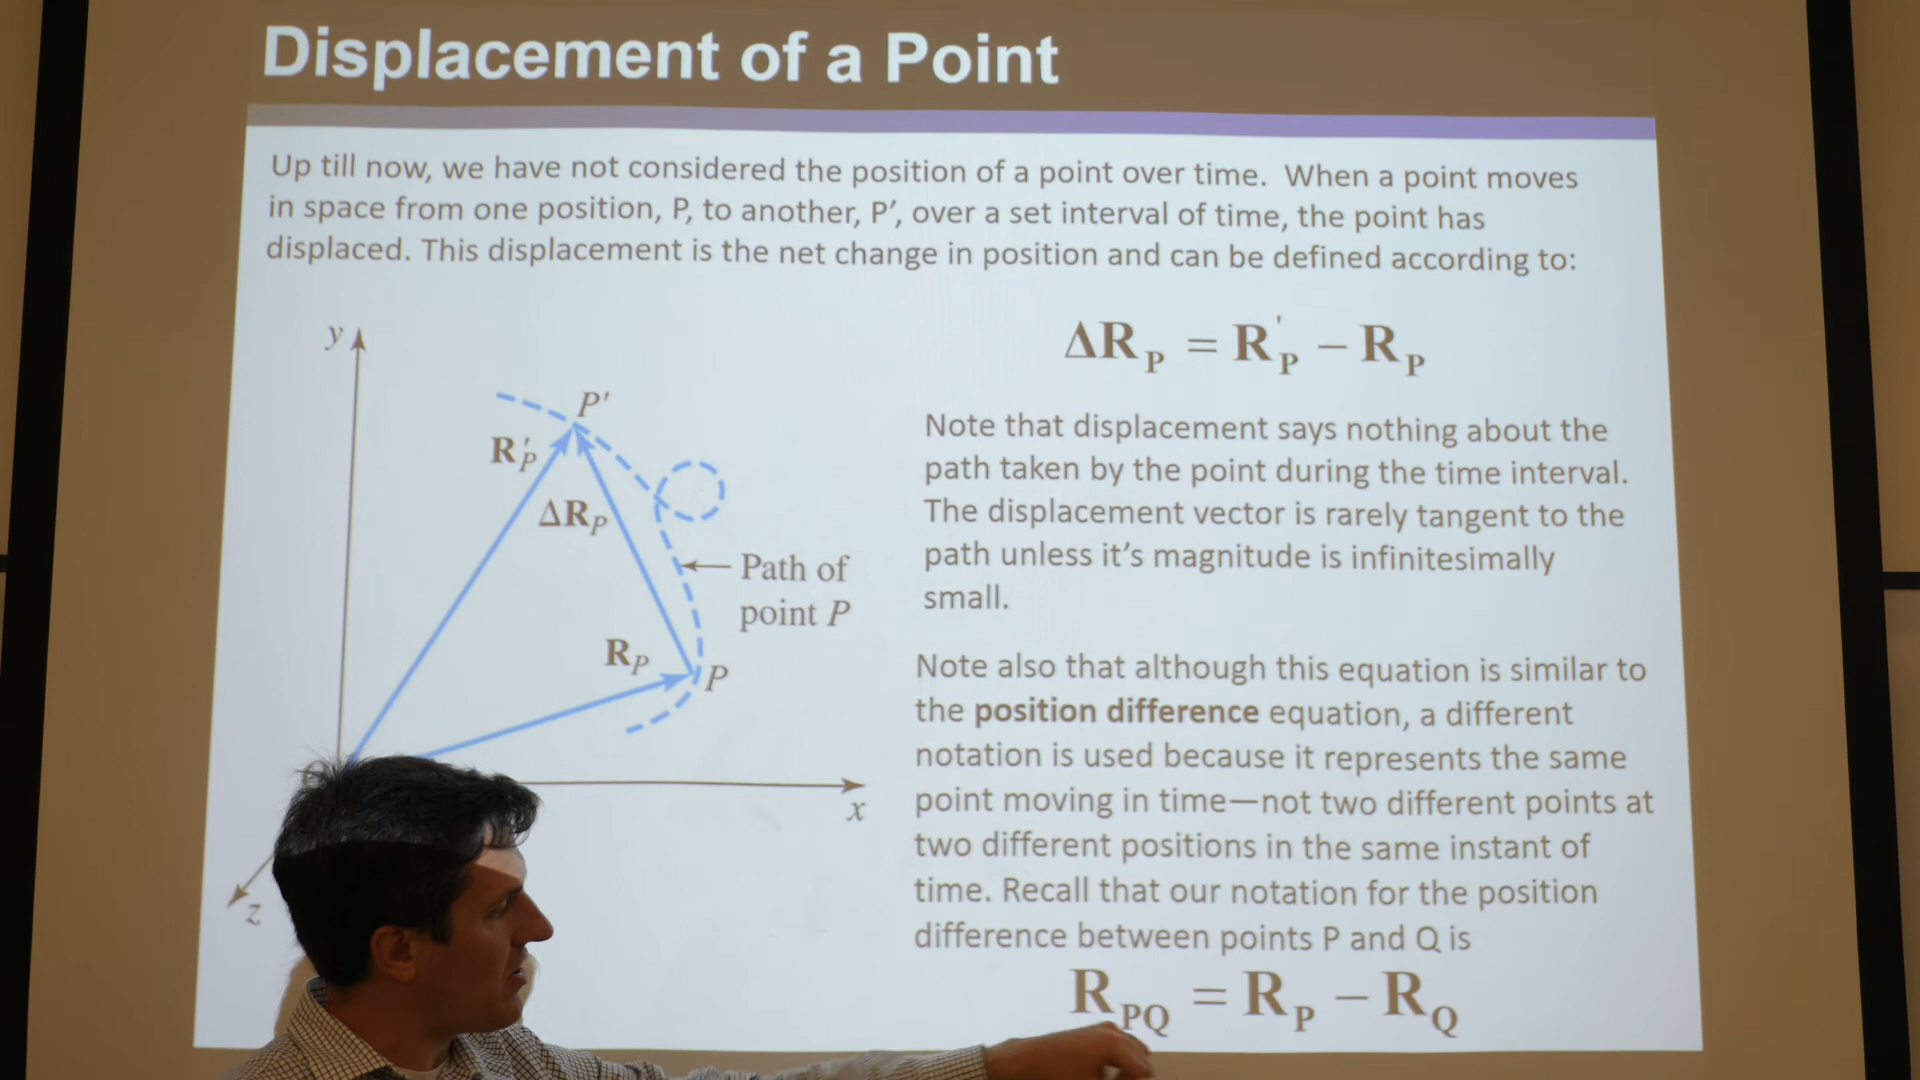 Displacement of a Point
Up till now, we have not considered the position of a point over time. When a point moves
in space from one position, P, to another, P′, over a set interval of time, the point has
displaced. This displacement is the net change in position and can be defined according to:
ΔR_P = R'_P − R_P
Note that displacement says nothing about the
path taken by the point during the time interval.
The displacement vector is rarely tangent to the
path unless it's magnitude is infinitesimally
small.
Note also that although this equation is similar to
the position difference equation, a different
notation is used because it represents the same
point moving in time—not two different points at
two different positions in the same instant of
time. Recall that our notation for the position
difference between points P and Q is
R_PQ = R_P − R_Q
y
P′
R′_P
ΔR_P
Path of
point P
R_P
P
x
z